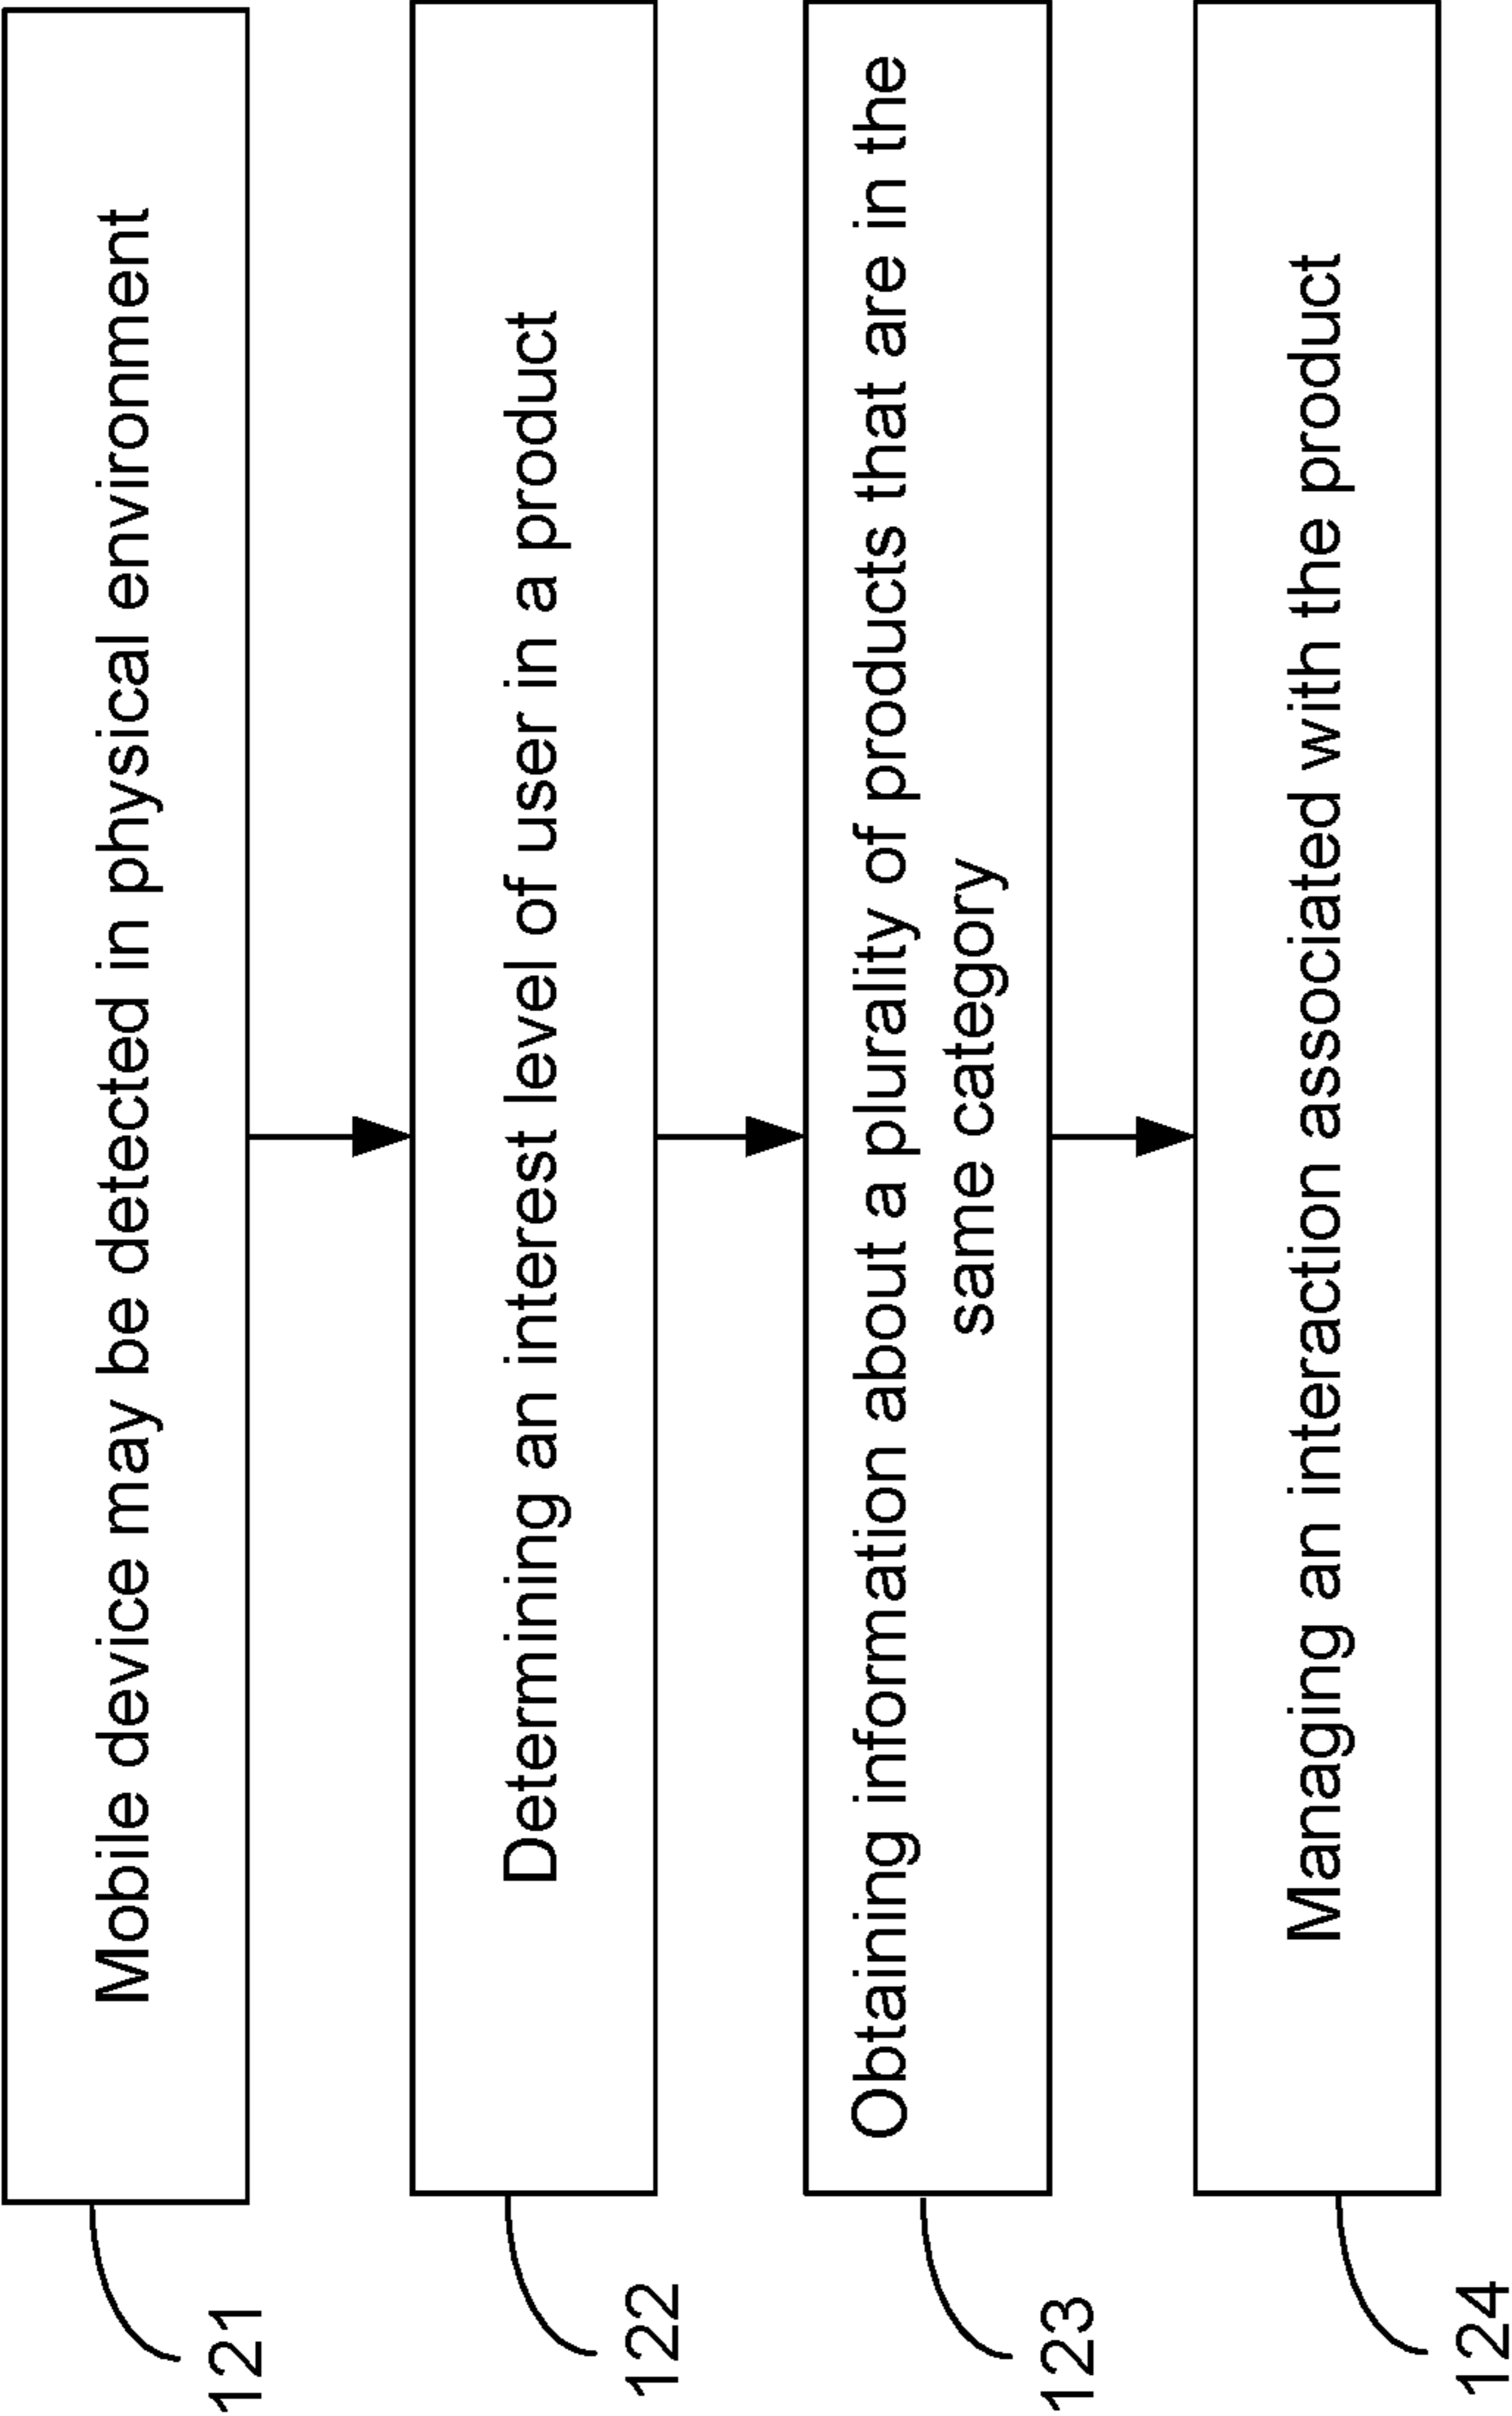 Mobile device may be detected in physical environment
121
Determining an interest level of user in a product
122
Obtaining information about a plurality of products that are in the
same category
123
Managing an interaction associated with the product
124